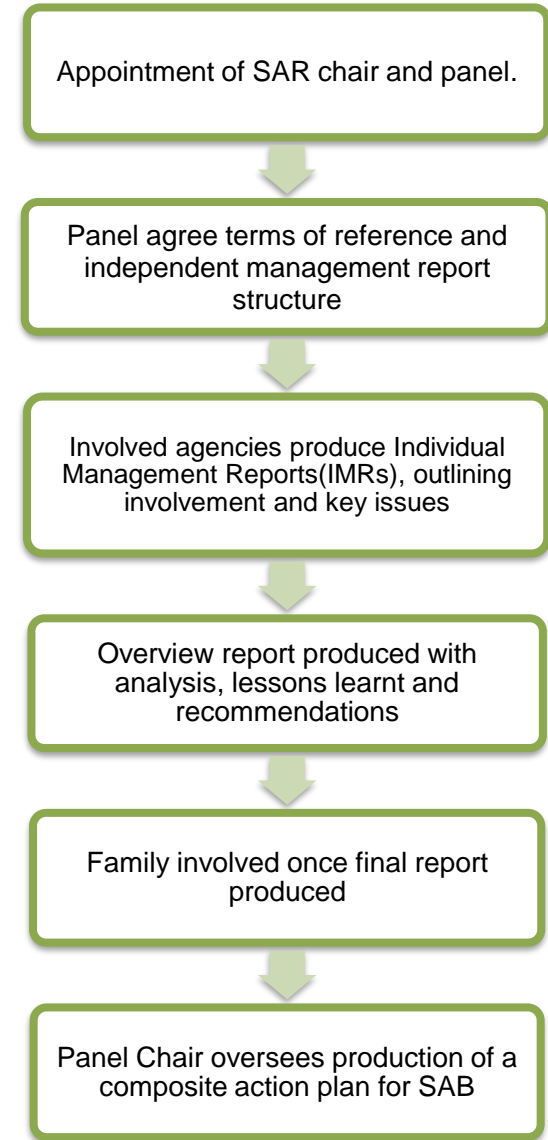 Appointment of SAR chair and panel.
Panel agree terms of reference and
independent management report
structure
Involved agencies produce Individual
Management Reports(IMRs), outlining
involvement and key issues
Overview report produced with
analysis, lessons learnt and
recommendations
Family involved once final report
produced
Panel Chair oversees production of a
composite action plan for SAB